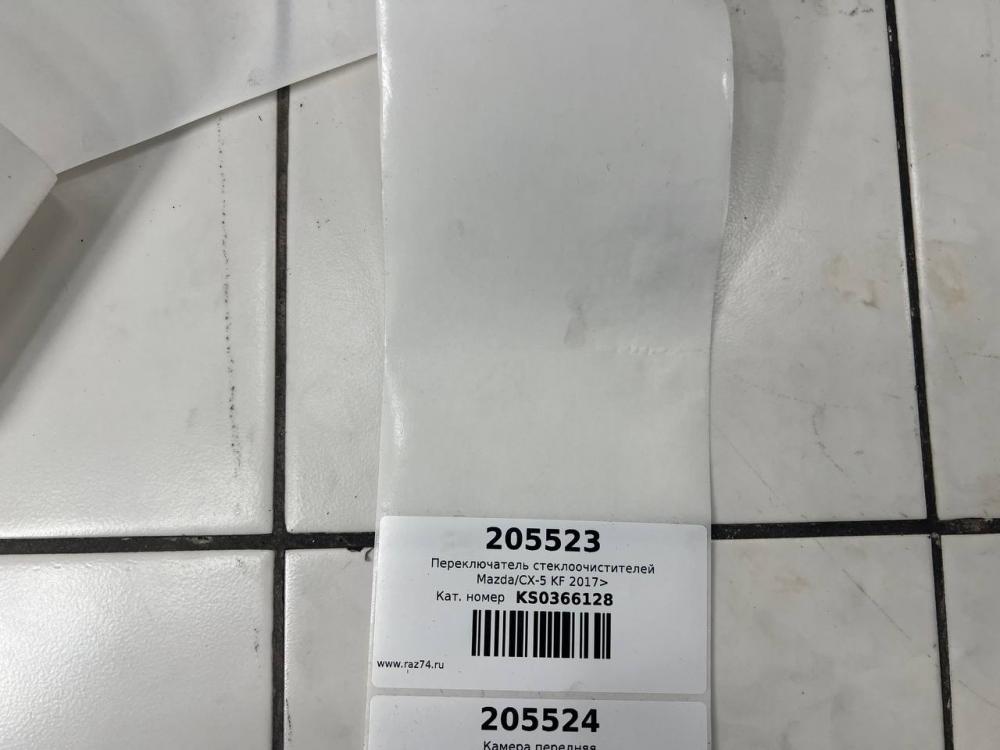 205523
Переключатель стеклоочистителей
Mazda/CX-5 KF 2017>
Кат. номер KS0366128
www.raz74.ru
205524
Камера передняя